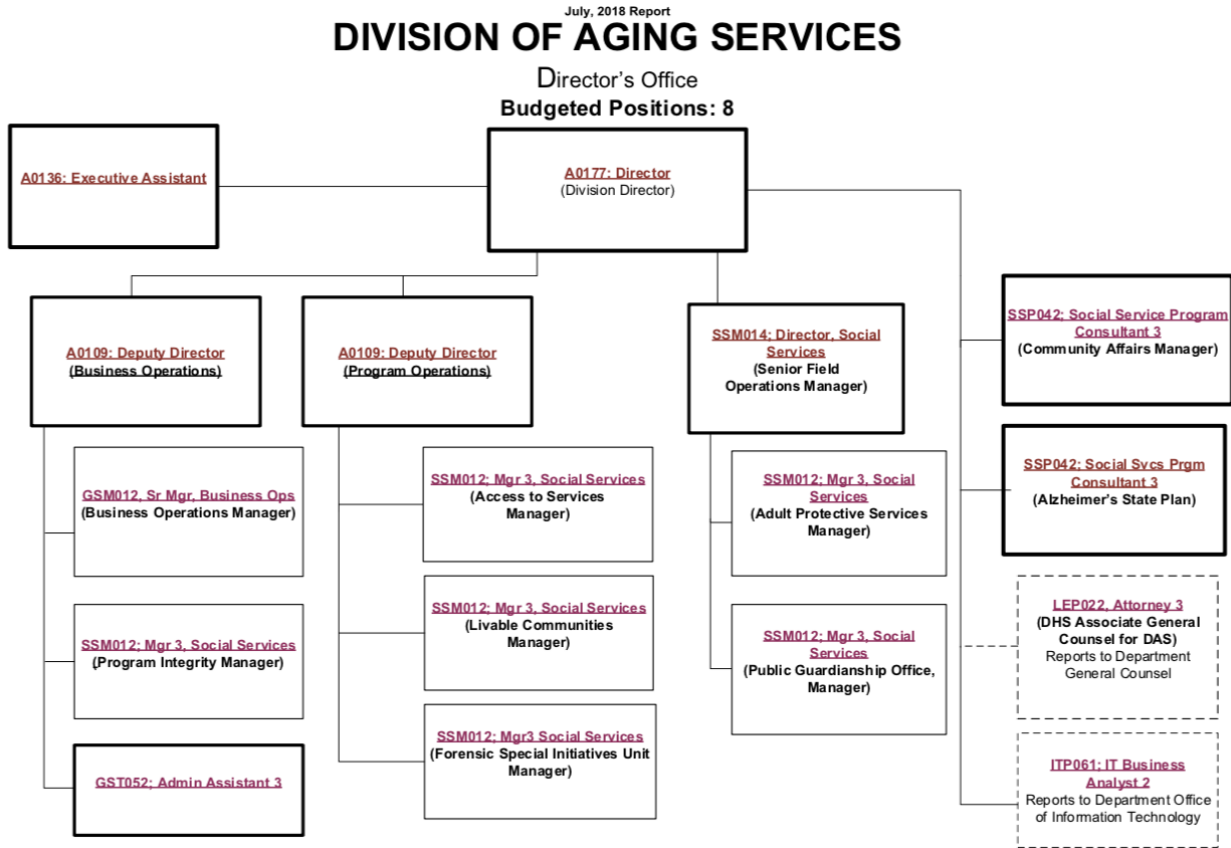 July, 2018 Report
DIVISION OF AGING SERVICES
Director's Office
Budgeted Positions: 8
A0136: Executive Assistant
A0177: Director
(Division Director)
A0109: Deputy Director
(Business Operations)
A0109: Deputy Director
(Program Operations)
SSM014; Director, Social
Services
(Senior Field
Operations Manager)
SSP042; Social Service Program
Consultant 3
(Community Affairs Manager)
GSM012, Sr Mgr, Business Ops
(Business Operations Manager)
SSM012; Mgr 3, Social Services
(Access to Services
Manager)
SSM012; Mgr 3, Social
Services
(Adult Protective Services
Manager)
SSP042; Social Svcs Prgm
Consultant 3
(Alzheimer's State Plan)
SSM012; Mgr 3, Social Services
(Program Integrity Manager)
SSM012; Mgr 3, Social Services
(Livable Communities
Manager)
SSM012; Mgr 3, Social
Services
(Public Guardianship Office,
Manager)
LEP022, Attorney 3
(DHS Associate General
Counsel for DAS)
Reports to Department
General Counsel
GST052; Admin Assistant 3
SSM012; Mgr3 Social Services
(Forensic Special Initiatives Unit
Manager)
ITP061; IT Business
Analyst 2
Reports to Department Office
of Information Technology